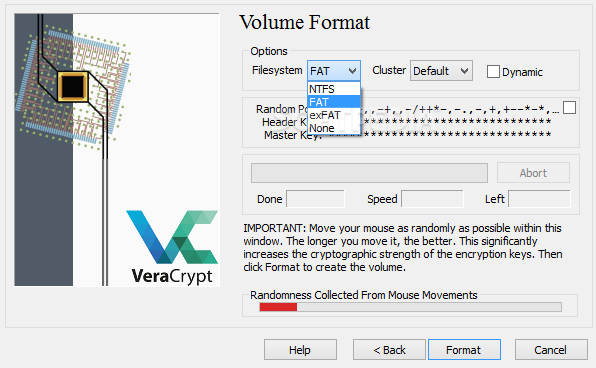 Volume Format
Options
Filesystem FAT Cluster Default Dynamic
NTFS
FAT
exFAT
None
Random Po ,-+,-/++*-,-.,-,+,+--*-*,...
Header K **************************
Master Key: **************************
Abort
Done Speed Left
IMPORTANT: Move your mouse as randomly as possible within this
window. The longer you move it, the better. This significantly
increases the cryptographic strength of the encryption keys. Then
click Format to create the volume.
VeraCrypt
Randomness Collected From Mouse Movements
Help < Back Format Cancel